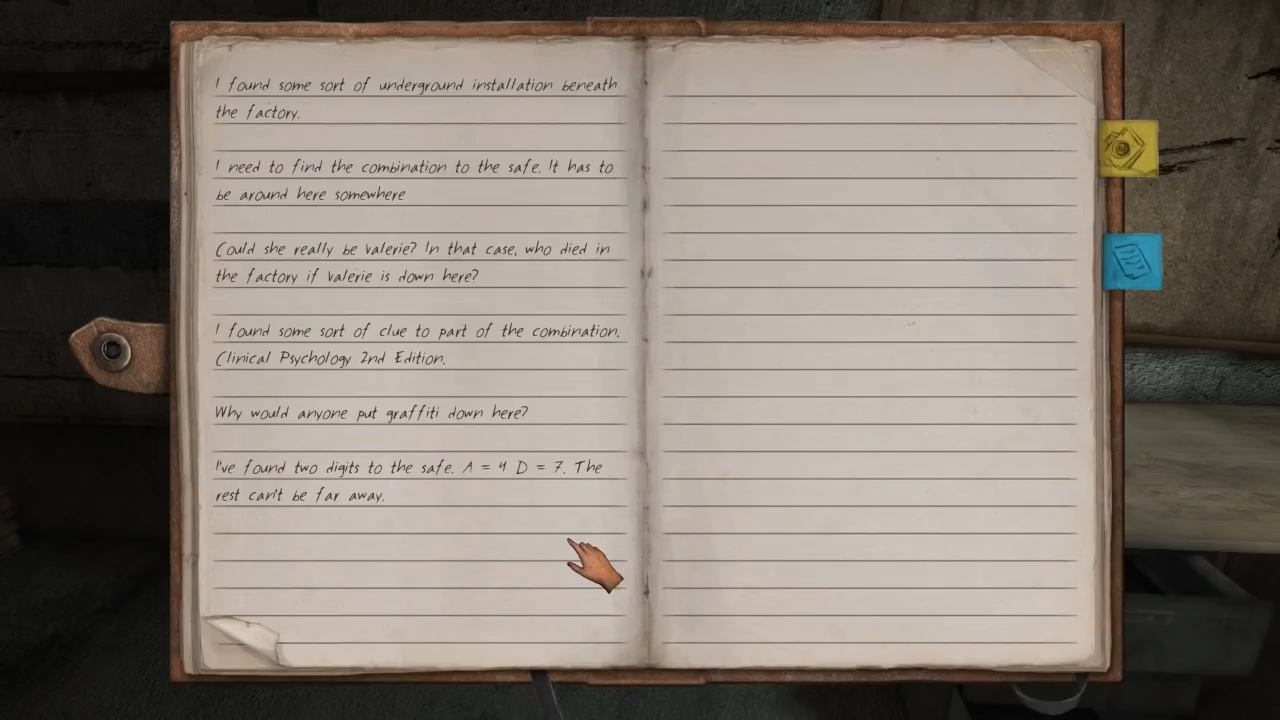 I found some sort of underground installation beneath
the factory.
I need to find the combination to the safe. It has to
be around here somewhere
Could she really be Valerie? In that case, who died in
the factory if Valerie is down here?
I found some sort of clue to part of the combination.
Clinical Psychology 2nd Edition.
Why would anyone put graffiti down here?
I've found two digits to the safe. A = 4 D = 7. The
rest can't be far away.